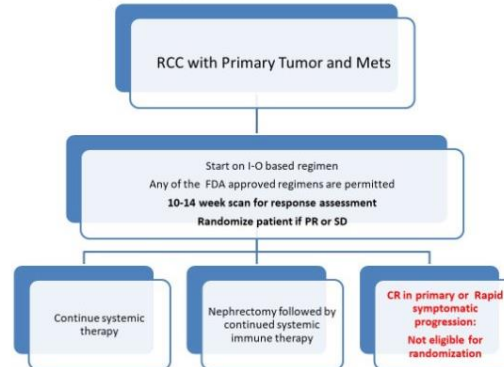 RCC with Primary Tumor and Mets
Start on I-O based regimen
Any of the FDA approved regimens are permitted
10-14 week scan for response assessment
Randomize patient if PR or SD
Continue systemic
therapy
Nephrectomy followed by
continued systemic
immune therapy
CR in primary or Rapid
symptomatic
progression:
Not eligible for
randomization